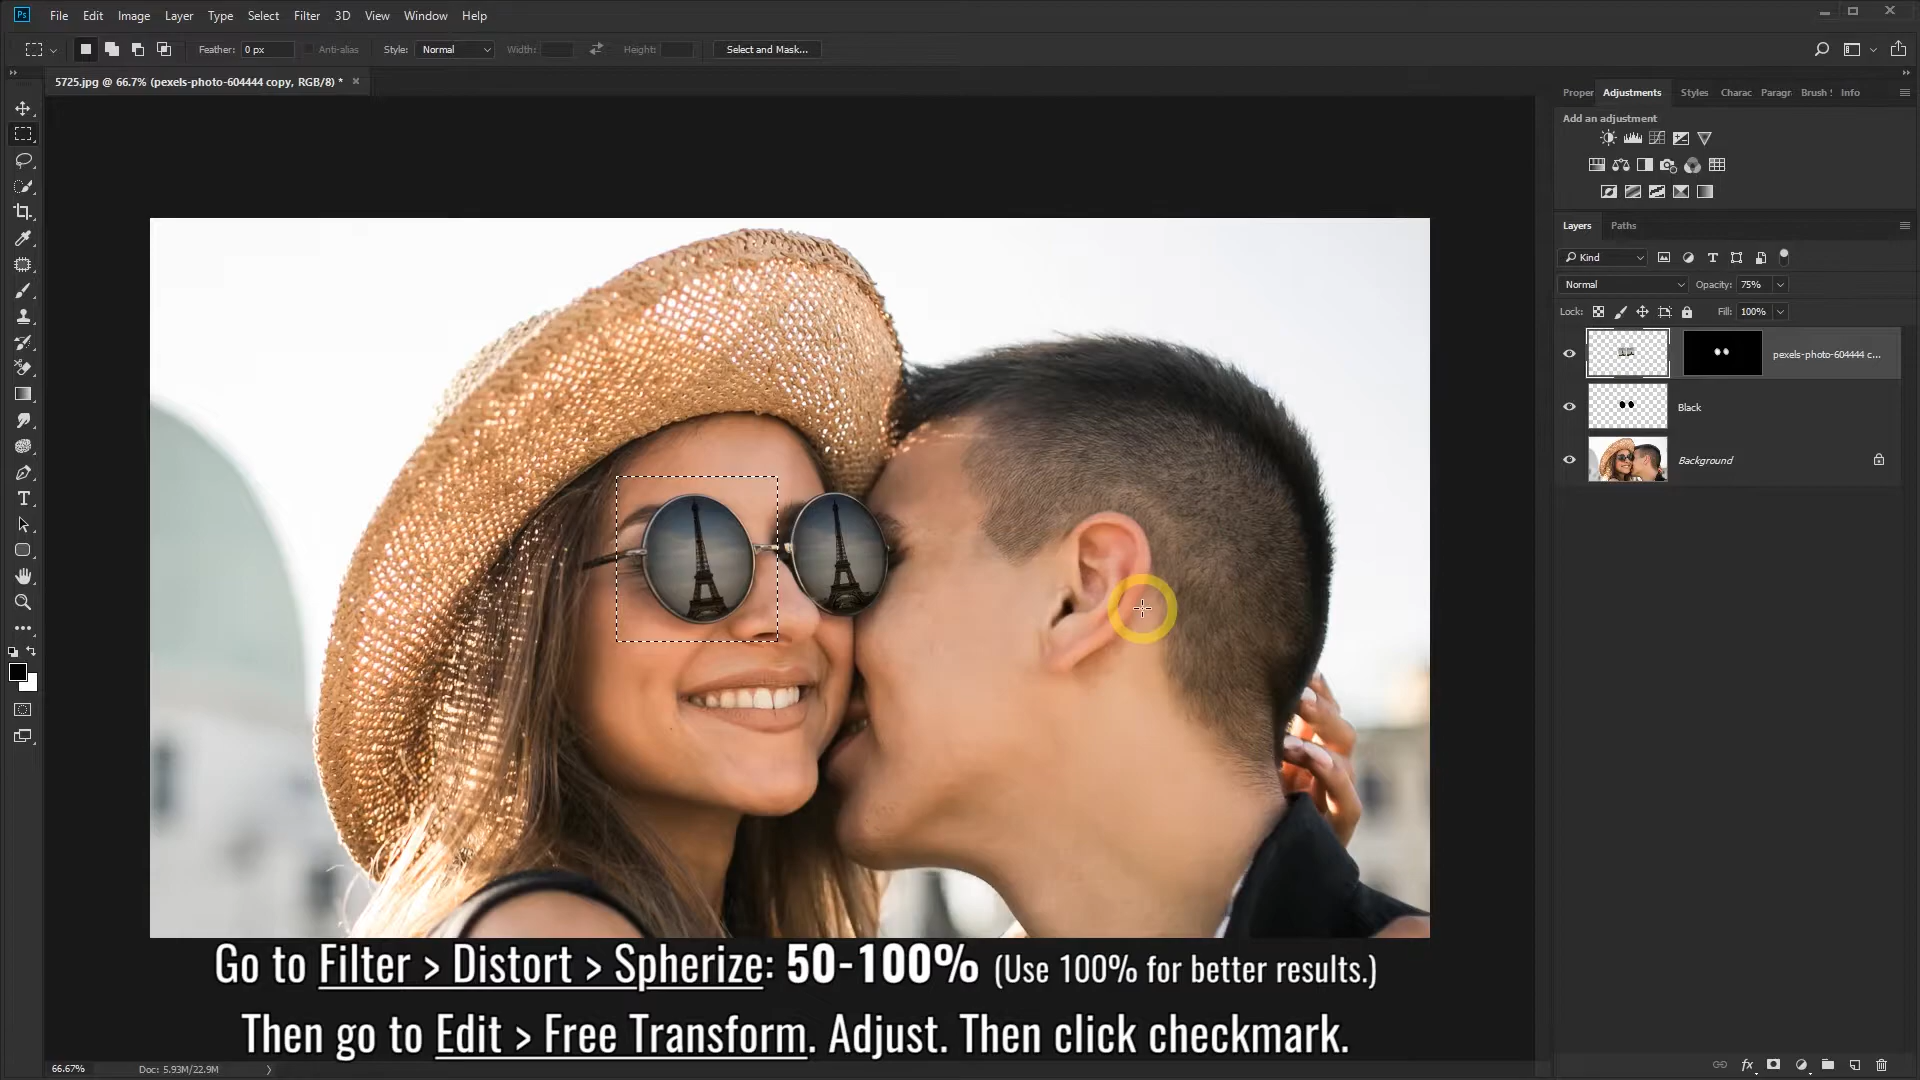 Ps File Edit Image Layer Type Select Filter 3D View Window Help
Feather: 0 px Anti-alias Style: Normal Width: Height: Select and Mask...
5725.jpg @ 66.7% (pexels-photo-604444 copy, RGB/8) *
Proper Adjustments Styles Charac Paragr Brush Info
Add an adjustment
Layers Paths
Kind
Normal Opacity: 75%
Lock: Fill: 100%
pexels-photo-604444 c...
Black
Background
Go to Filter > Distort > Spherize: 50-100% (Use 100% for better results.)
Then go to Edit > Free Transform. Adjust. Then click checkmark.
66.67% Doc: 5.93M/22.9M